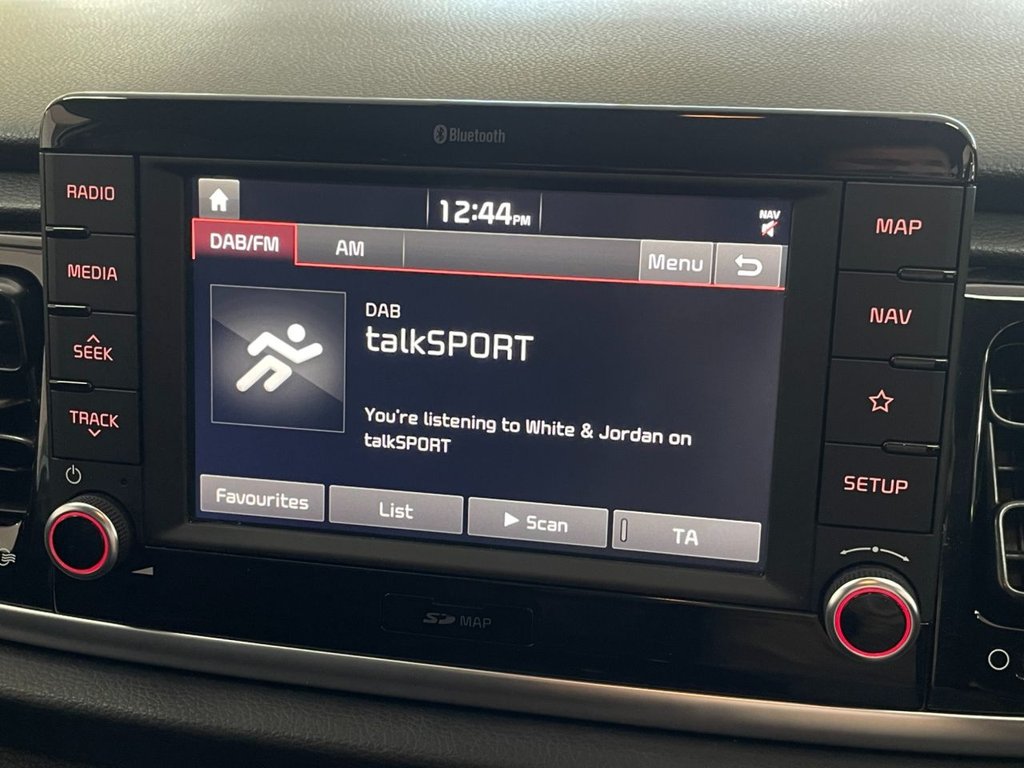 Bluetooth
RADIO
MEDIA
SEEK
TRACK
12:44PM
NAV
DAB/FM
AM
Menu
DAB
talkSPORT
You're listening to White & Jordan on
talkSPORT
Favourites
List
Scan
TA
MAP
NAV
SETUP
SD MAP